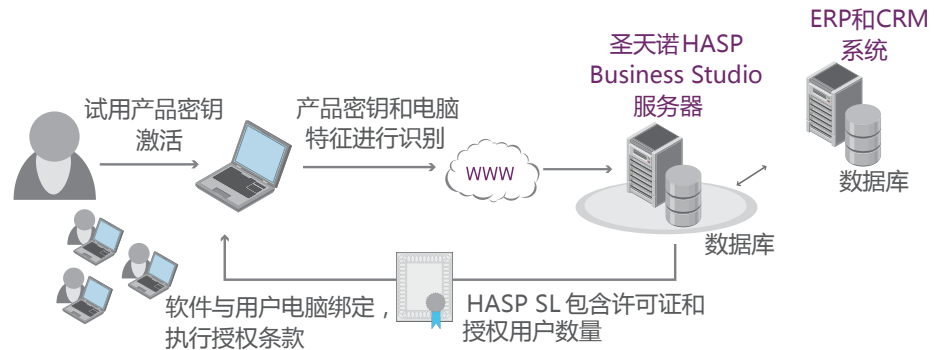 ERP和CRM
系统
圣天诺HASP
Business Studio
服务器
试用产品密钥
激活
产品密钥和电脑
特征进行识别
WWW
数据库
数据库
软件与用户电脑绑定，
执行授权条款
HASP SL 包含许可证和
授权用户数量